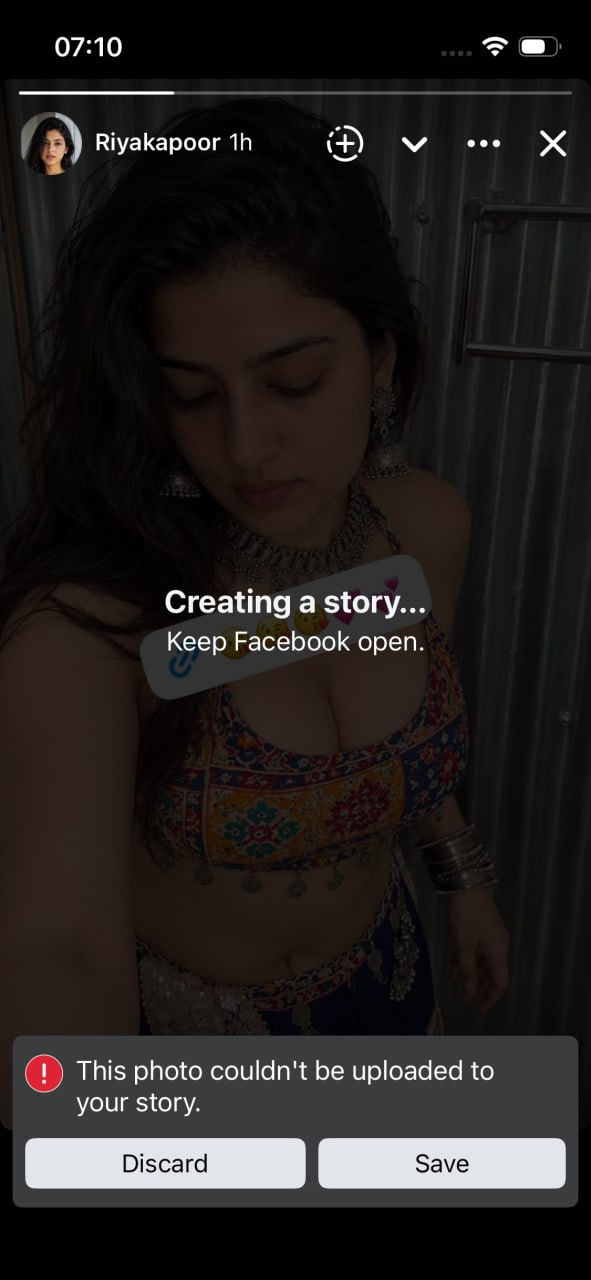 07:10
Riyakapoor 1h
Creating a story...
Keep Facebook open.
This photo couldn't be uploaded to
your story.
Discard
Save